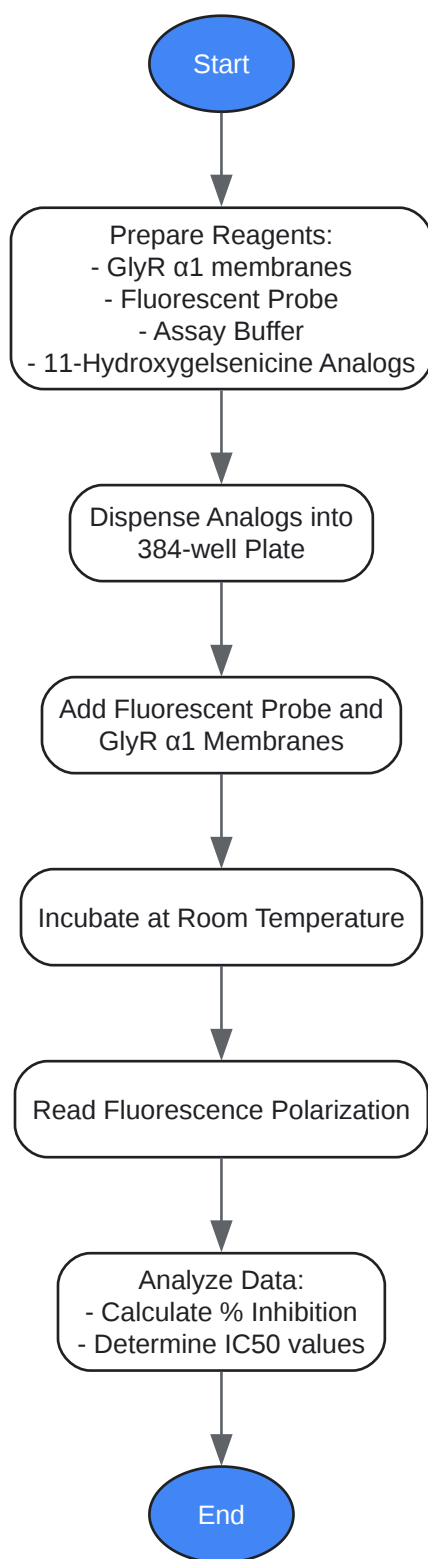 Start
Prepare Reagents:
- GlyR α1 membranes
- Fluorescent Probe
- Assay Buffer
- 11-Hydroxygelsenicine Analogs
Dispense Analogs into
384-well Plate
Add Fluorescent Probe and
GlyR α1 Membranes
Incubate at Room Temperature
Read Fluorescence Polarization
Analyze Data:
- Calculate % Inhibition
- Determine IC50 values
End